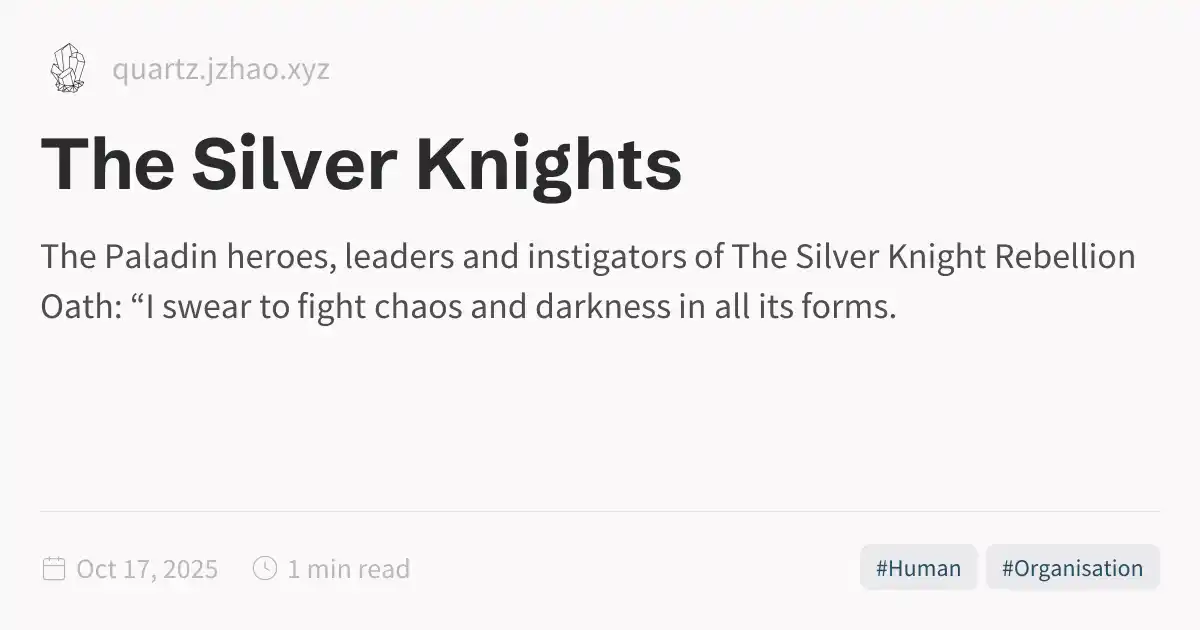 quartz.jzhao.xyz
The Silver Knights
The Paladin heroes, leaders and instigators of The Silver Knight Rebellion
Oath: “I swear to fight chaos and darkness in all its forms.
Oct 17, 2025 1 min read #Human #Organisation